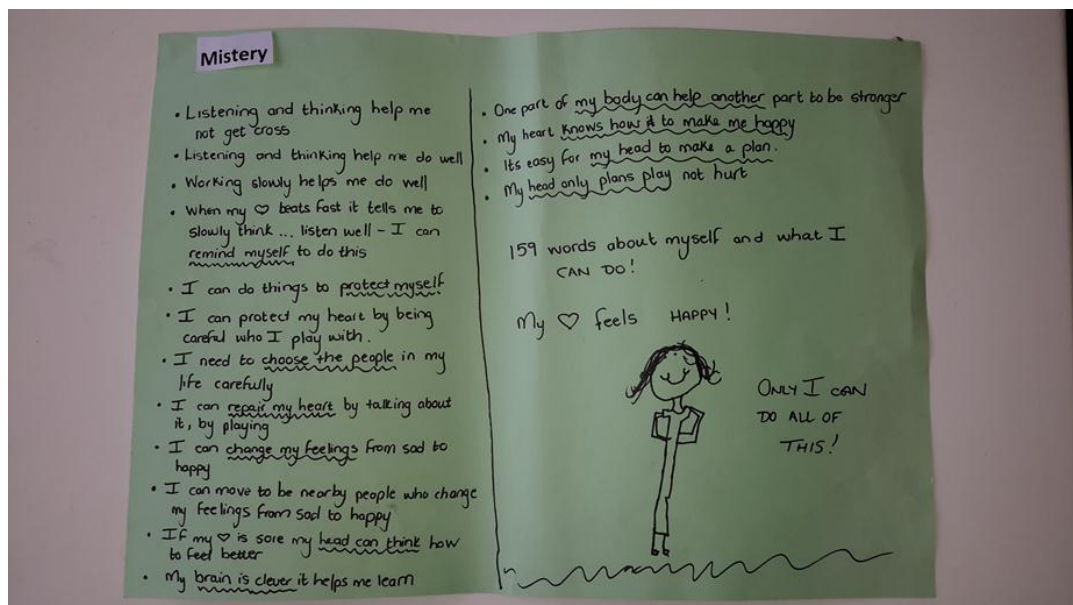 Mistery
• Listening and thinking help me
not get cross
• Listening and thinking help me do well
• Working slowly helps me do well
• When my ♡ beats fast it tells me to
slowly think ... listen well - I can
remind myself to do this
• I can do things to protect myself
• I can protect my heart by being
careful who I play with.
• I need to choose the people in my
life carefully
• I can repair my heart by talking about
it, by playing
• I can change my feelings from sad to
happy
• I can move to be nearby people who change
my feelings from sad to happy
• If my ♡ is sore my head can think how
to feel better
• My brain is clever it helps me learn
• One part of my body can help another part to be stronger
• My heart knows how to make me happy
• Its easy for my head to make a plan.
• My head only plans play not hurt
159 words about myself and what I
CAN DO!
My ♡ feels HAPPY!
ONLY I CAN
DO ALL OF
THIS!